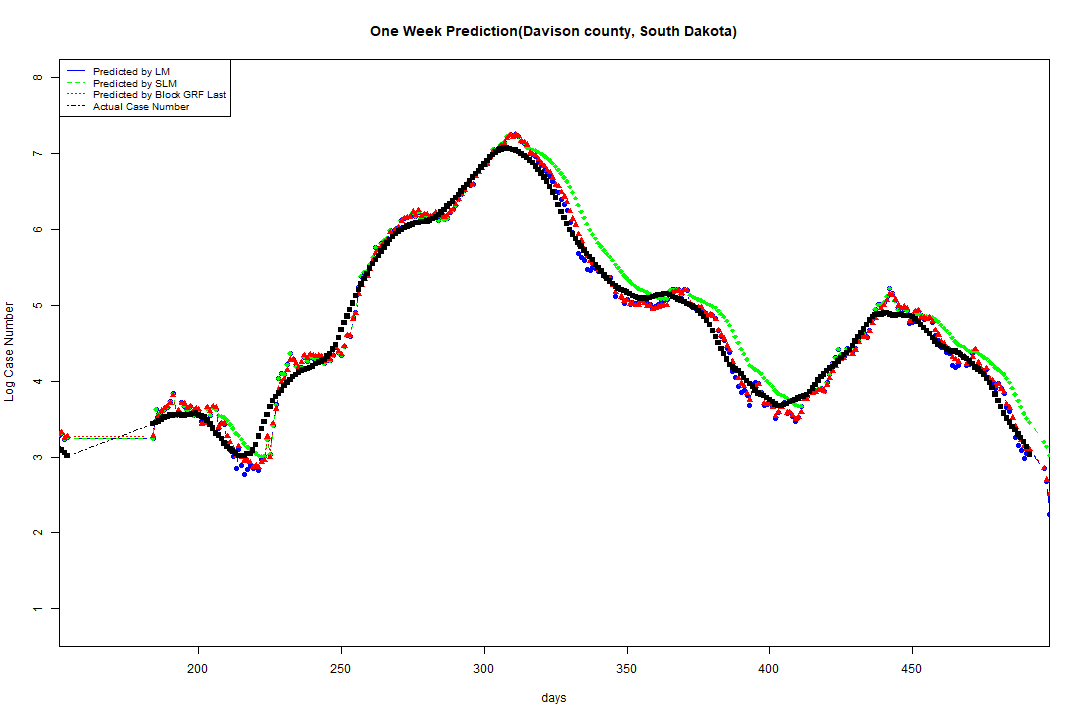 One Week Prediction(Davison county, South Dakota)
Predicted by LM
Predicted by SLM
Predicted by Block GRF Last
Actual Case Number
Log Case Number
8
7
6
5
4
3
2
1
200
250
300
350
400
450
days